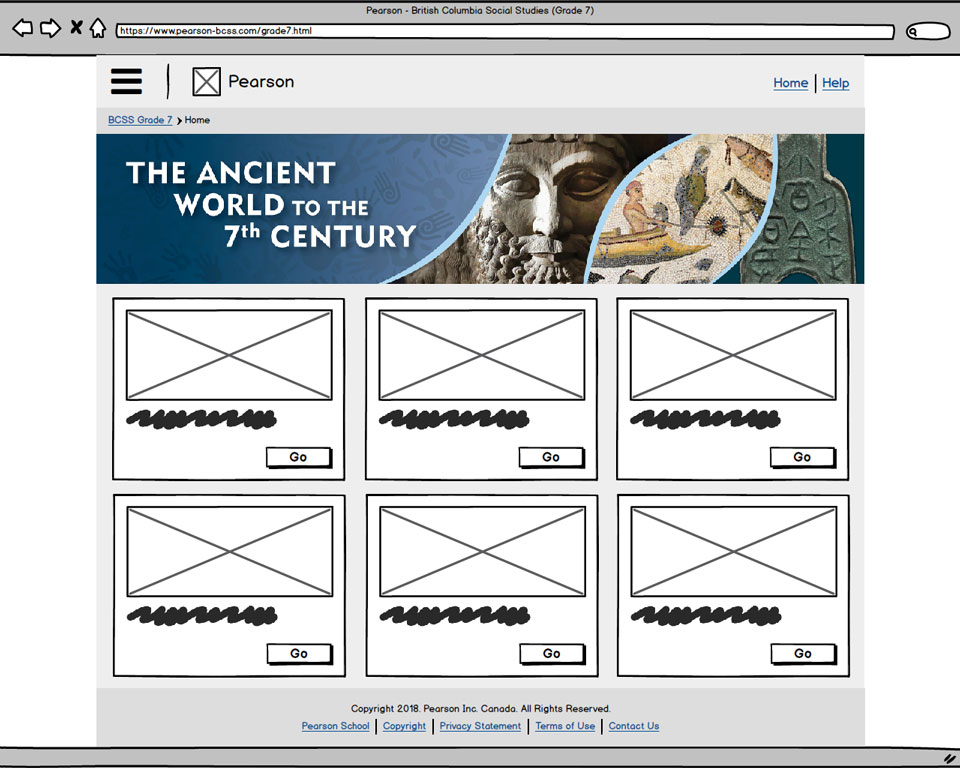 Pearson - British Columbia Social Studies (Grade 7)
https://www.pearson-bcss.com/grade7.html
Pearson
Home Help
BCSS Grade 7 Home
THE ANCIENT
WORLD TO THE
7th CENTURY
Go Go Go
Go Go Go
Copyright 2018. Pearson Inc. Canada. All Rights Reserved.
Pearson School Copyright Privacy Statement Terms of Use Contact Us